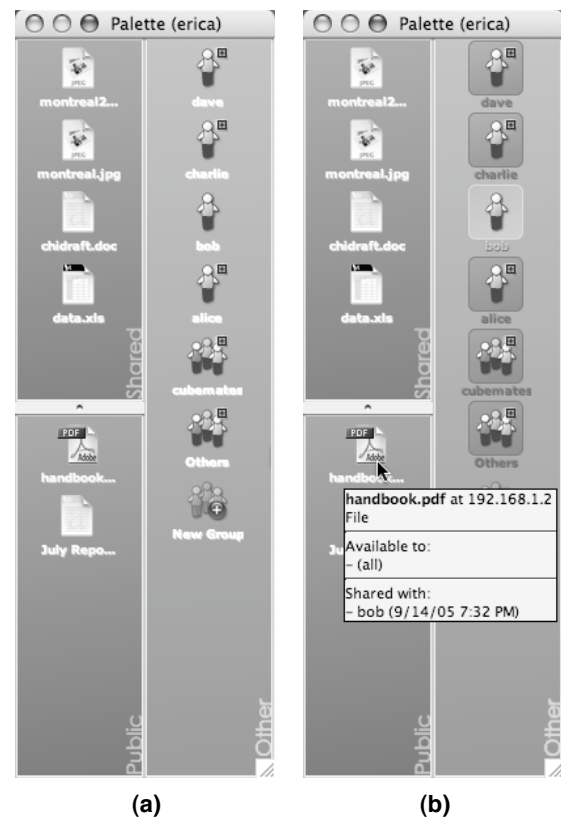 Palette (erica)
JPEG
montreal2...
JPEG
montreal.jpg
chidraft.doc
data.xls
Shared
PDF
Adobe
handbook...
July Repo...
Public
dave
charlie
bob
alice
cubemates
Others
New Group
Other
(a)
Palette (erica)
JPEG
montreal2...
JPEG
montreal.jpg
chidraft.doc
data.xls
Shared
PDF
Adobe
handbook...
Ju
Public
dave
charlie
bob
alice
cubemates
Others
handbook.pdf at 192.168.1.2
File
Available to:
– (all)
Shared with:
– bob (9/14/05 7:32 PM)
Other
(b)